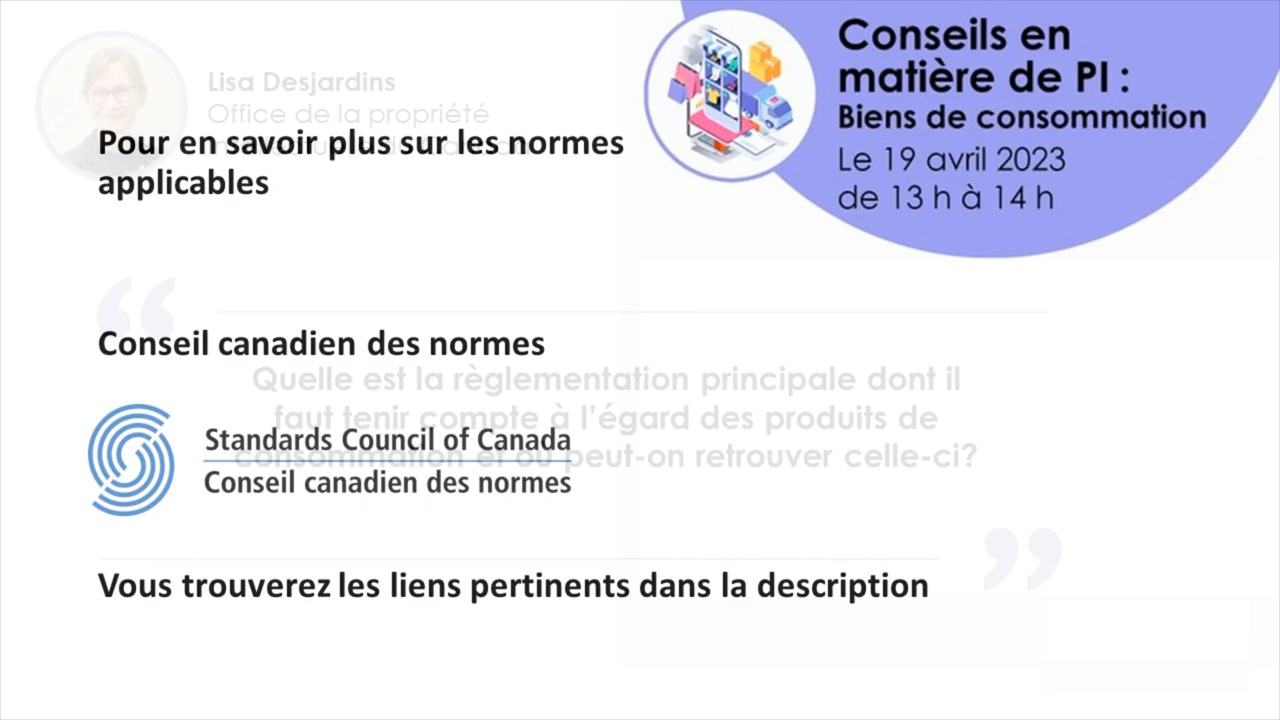 Conseils en
matière de PI :
Biens de consommation
Le 19 avril 2023
de 13 h à 14 h
Lisa Desjardins
Office de la propriété
Pour en savoir plus sur les normes
applicables
Conseil canadien des normes
Quelle est la règlementation principale dont il
faut tenir compte à l'égard des produits de
consommation et où peut-on retrouver celle-ci?
Standards Council of Canada
Conseil canadien des normes
Vous trouverez les liens pertinents dans la description